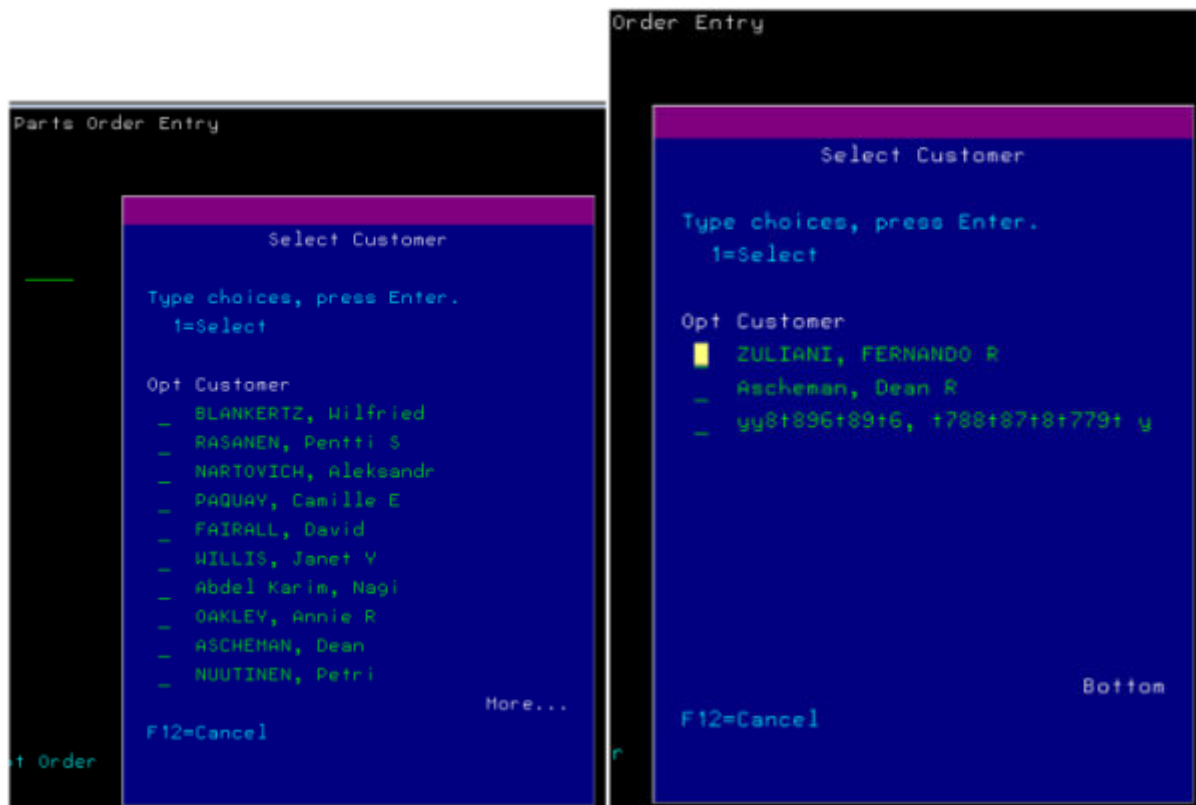 Parts Order Entry
Select Customer
Type choices, press Enter.
1=Select
Opt Customer
_ BLANKERTZ, Wilfried
_ RASANEN, Pentti S
_ NARTOVICH, Aleksandr
_ PAQUAY, Camille E
_ FAIRALL, David
_ WILLIS, Janet Y
_ Abdel Karim, Nagi
_ OAKLEY, Annie R
_ ASCHEMAN, Dean
_ NUUTINEN, Petri
More...
F12=Cancel
t Order
Order Entry
Select Customer
Type choices, press Enter.
1=Select
Opt Customer
ZULIANI, FERNANDO R
_ Ascheman, Dean R
_ yy8t896t89t6, t788t87t8t779t y
Bottom
F12=Cancel
r